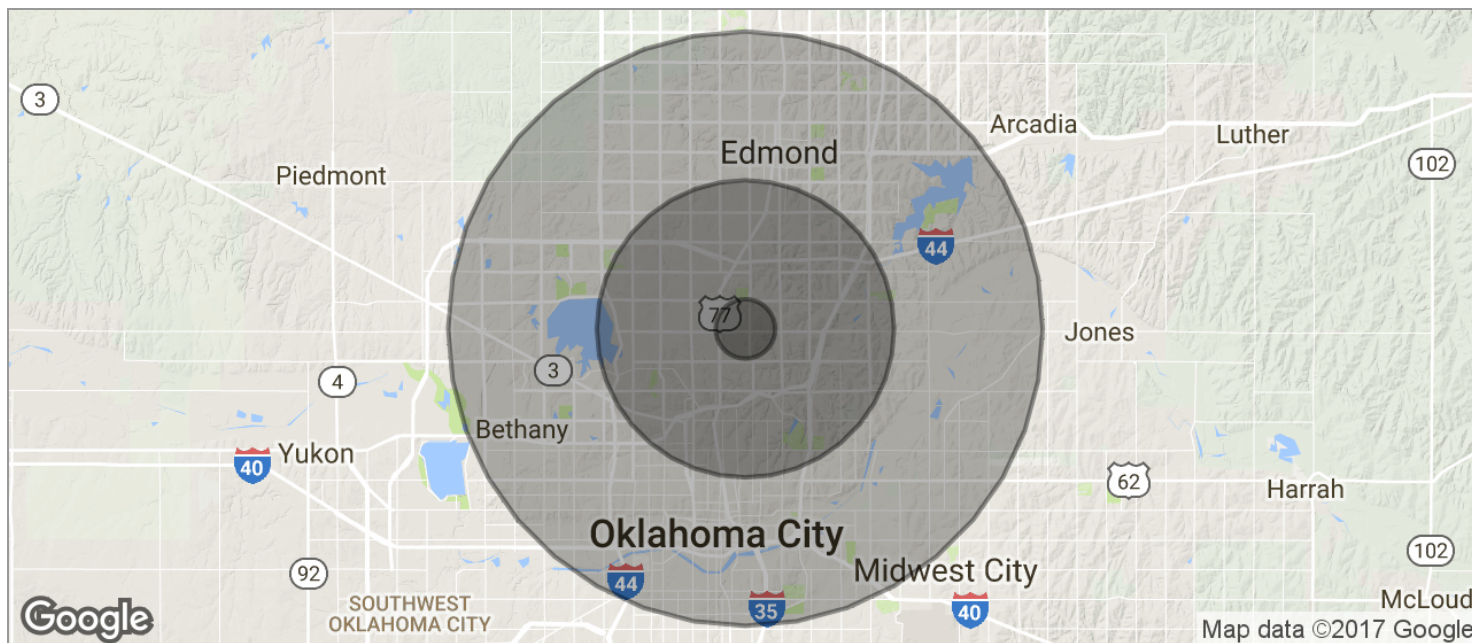 3
Arcadia
Luther
Edmond
102
Piedmont
44
77
Jones
3
4
Bethany
Yukon
40
62
Harrah
Oklahoma City
102
Midwest City
92
44
35
40
SOUTHWEST
OKLAHOMA CITY
McLoud
Google
Map data ©2017 Google